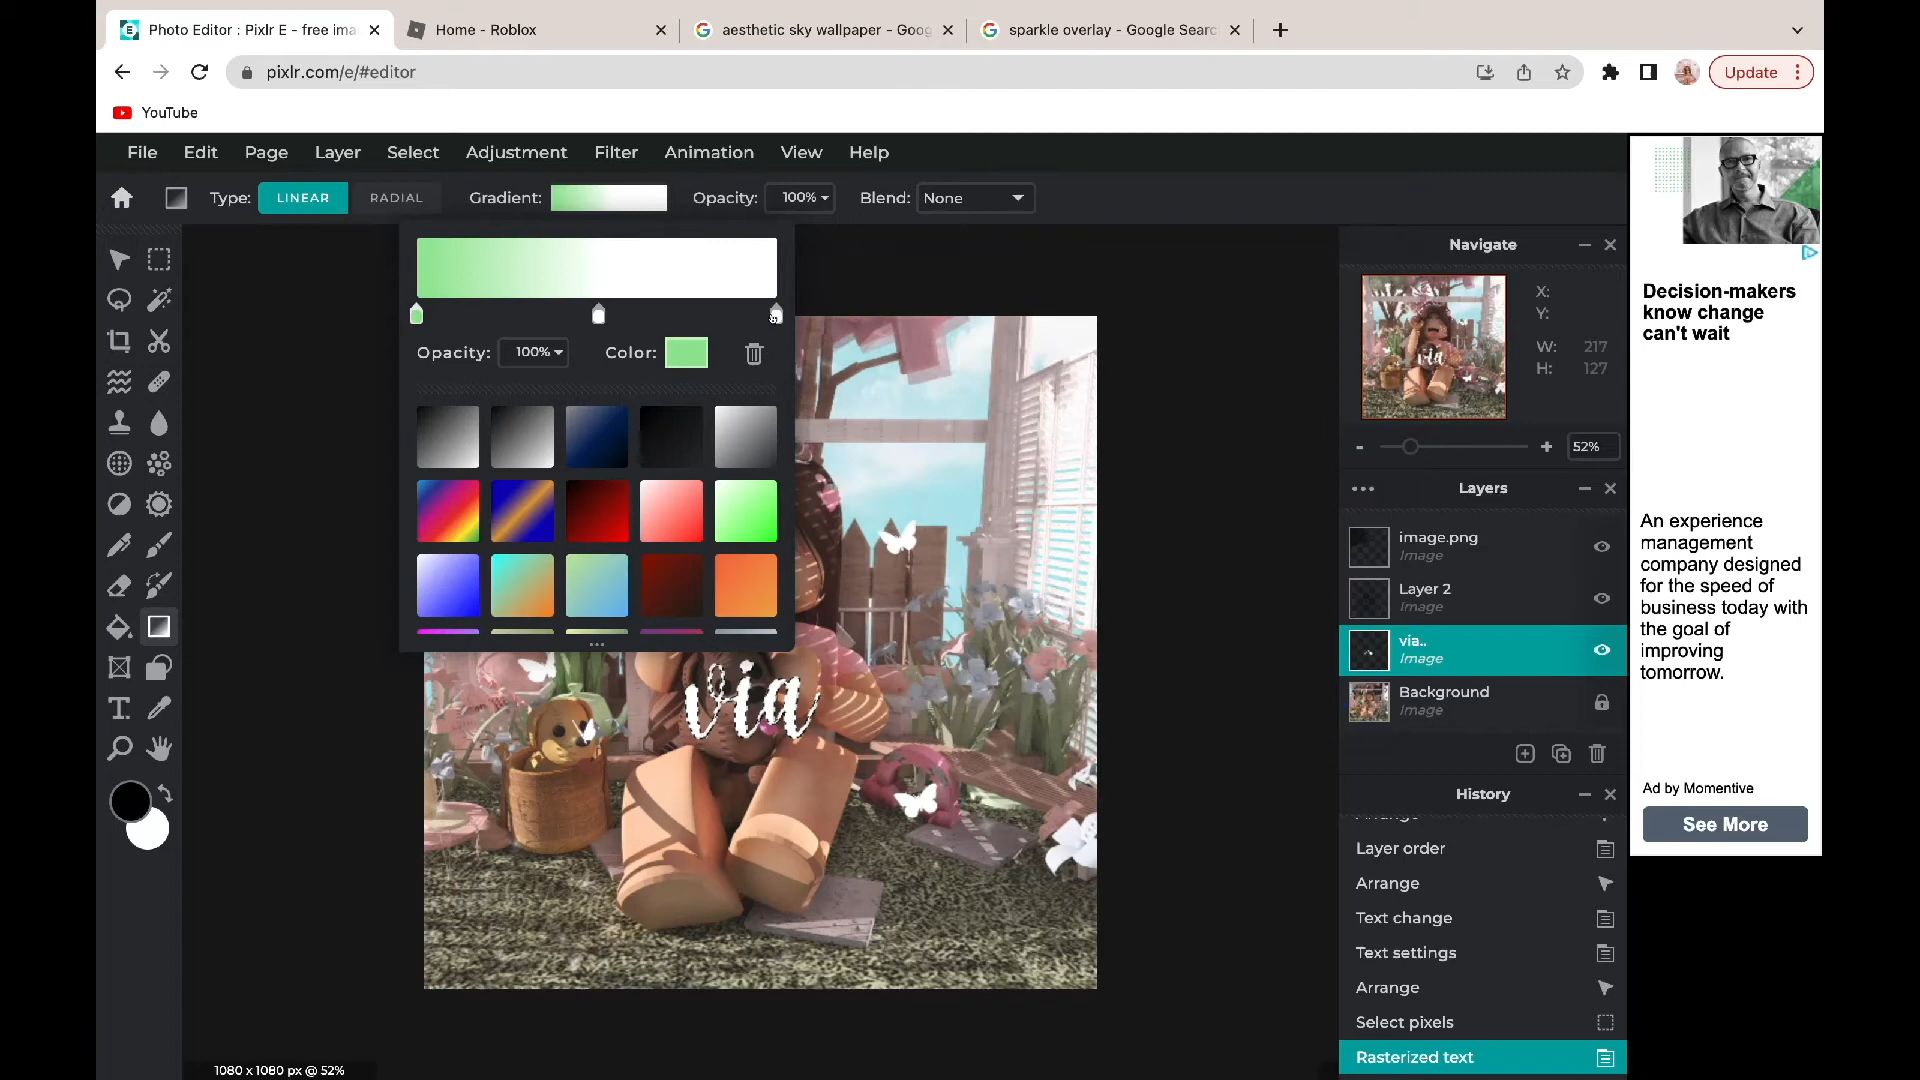 Photo Editor : Pixlr E - free ima
Home - Roblox
aesthetic sky wallpaper - Goog
sparkle overlay - Google Searc
pixlr.com/e/#editor
Update
YouTube
File Edit Page Layer Select Adjustment Filter Animation View Help
Type: LINEAR RADIAL Gradient: Opacity: 100% Blend: None
Opacity: 100% Color:
Navigate
X:
Y:
W: 217
H: 127
- + 52%
Layers
image.png
Image
Layer 2
Image
via..
Image
Background
Image
History
Layer order
Arrange
Text change
Text settings
Arrange
Select pixels
Rasterized text
via
via
1080 x 1080 px @ 52%
Decision-makers
know change
can't wait
An experience
management
company designed
for the speed of
business today with
the goal of
improving
tomorrow.
Ad by Momentive
See More